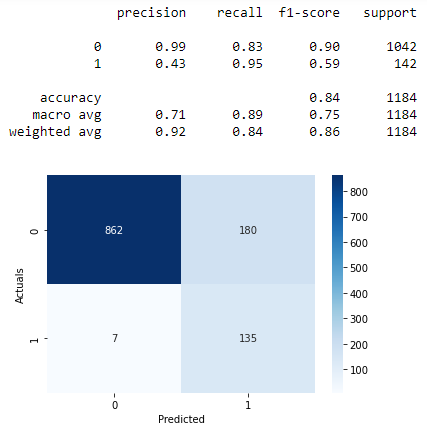 precision recall f1-score support
0 0.99 0.83 0.90 1042
1 0.43 0.95 0.59 142
accuracy 0.84 1184
macro avg 0.71 0.89 0.75 1184
weighted avg 0.92 0.84 0.86 1184
0 862 180
1 7 135
Actuals
0 1
Predicted
800
700
600
500
400
300
200
100